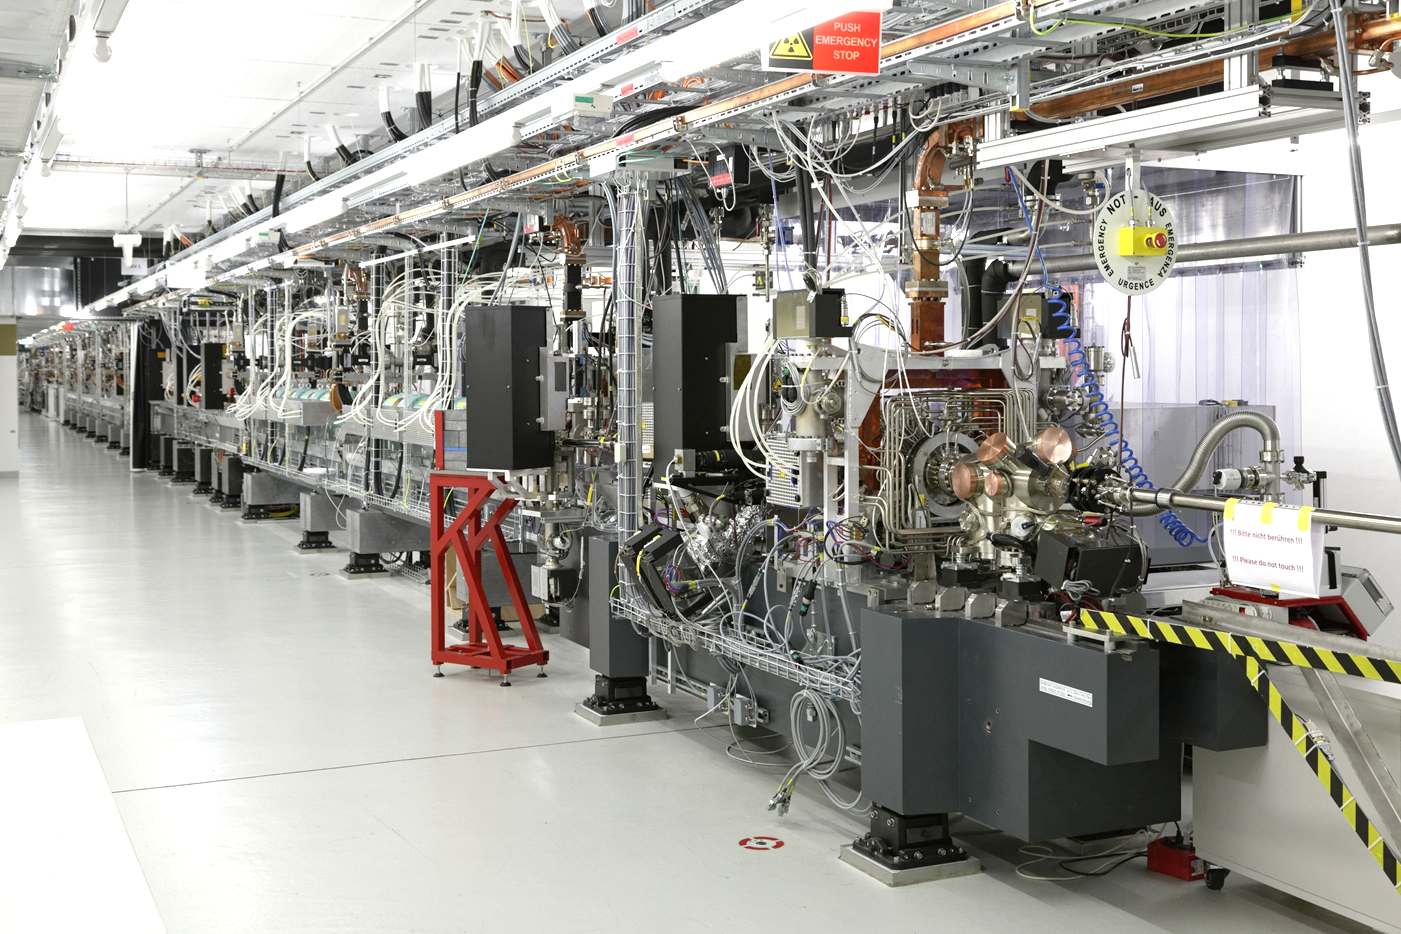 PUSH
EMERGENCY
STOP
NOT AUS
EMERGENCY
EMERGENZA
URGENCE
!!! Bitte nicht berühren !!!
!!! Please do not touch !!!